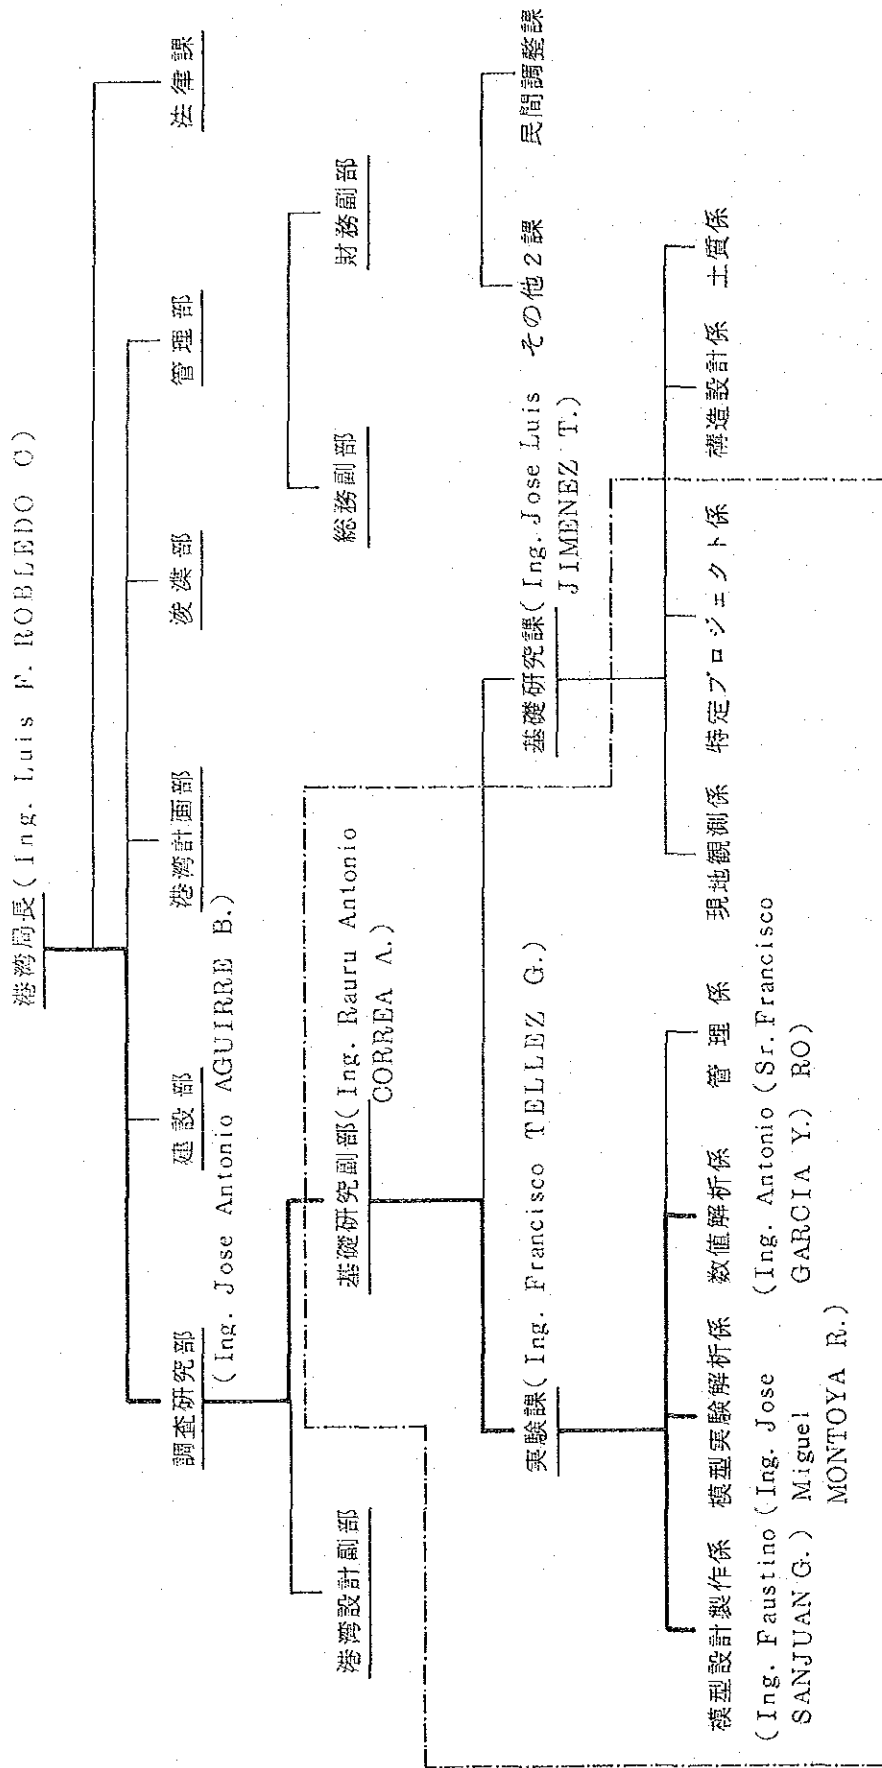 港湾局長(Ing. Luis F. ROBLEDO C)
調査研究部 建設部 港湾計画部 浚渫部 管理部 法律課
(Ing. Jose Antonio AGUIRRE B.)
港湾設計副部 基礎研究副部(Ing. Rauru Antonio 総務副部 財務副部
CORREA A.)
実験課(Ing. Francisco TELLEZ G.) 基礎研究課(Ing. Jose Luis その他2課 民間調整課
JIMENEZ T.)
模型設計製作係 模型実験解析係 数値解析係 管理係 現地観測係 特定プロジェクト係 構造設計係 土質係
(Ing. Faustino (Ing. Jose (Ing. Antonio (Sr. Francisco
SANJUAN G.) Miguel GARCIA Y.) RO)
MONTOYA R.)